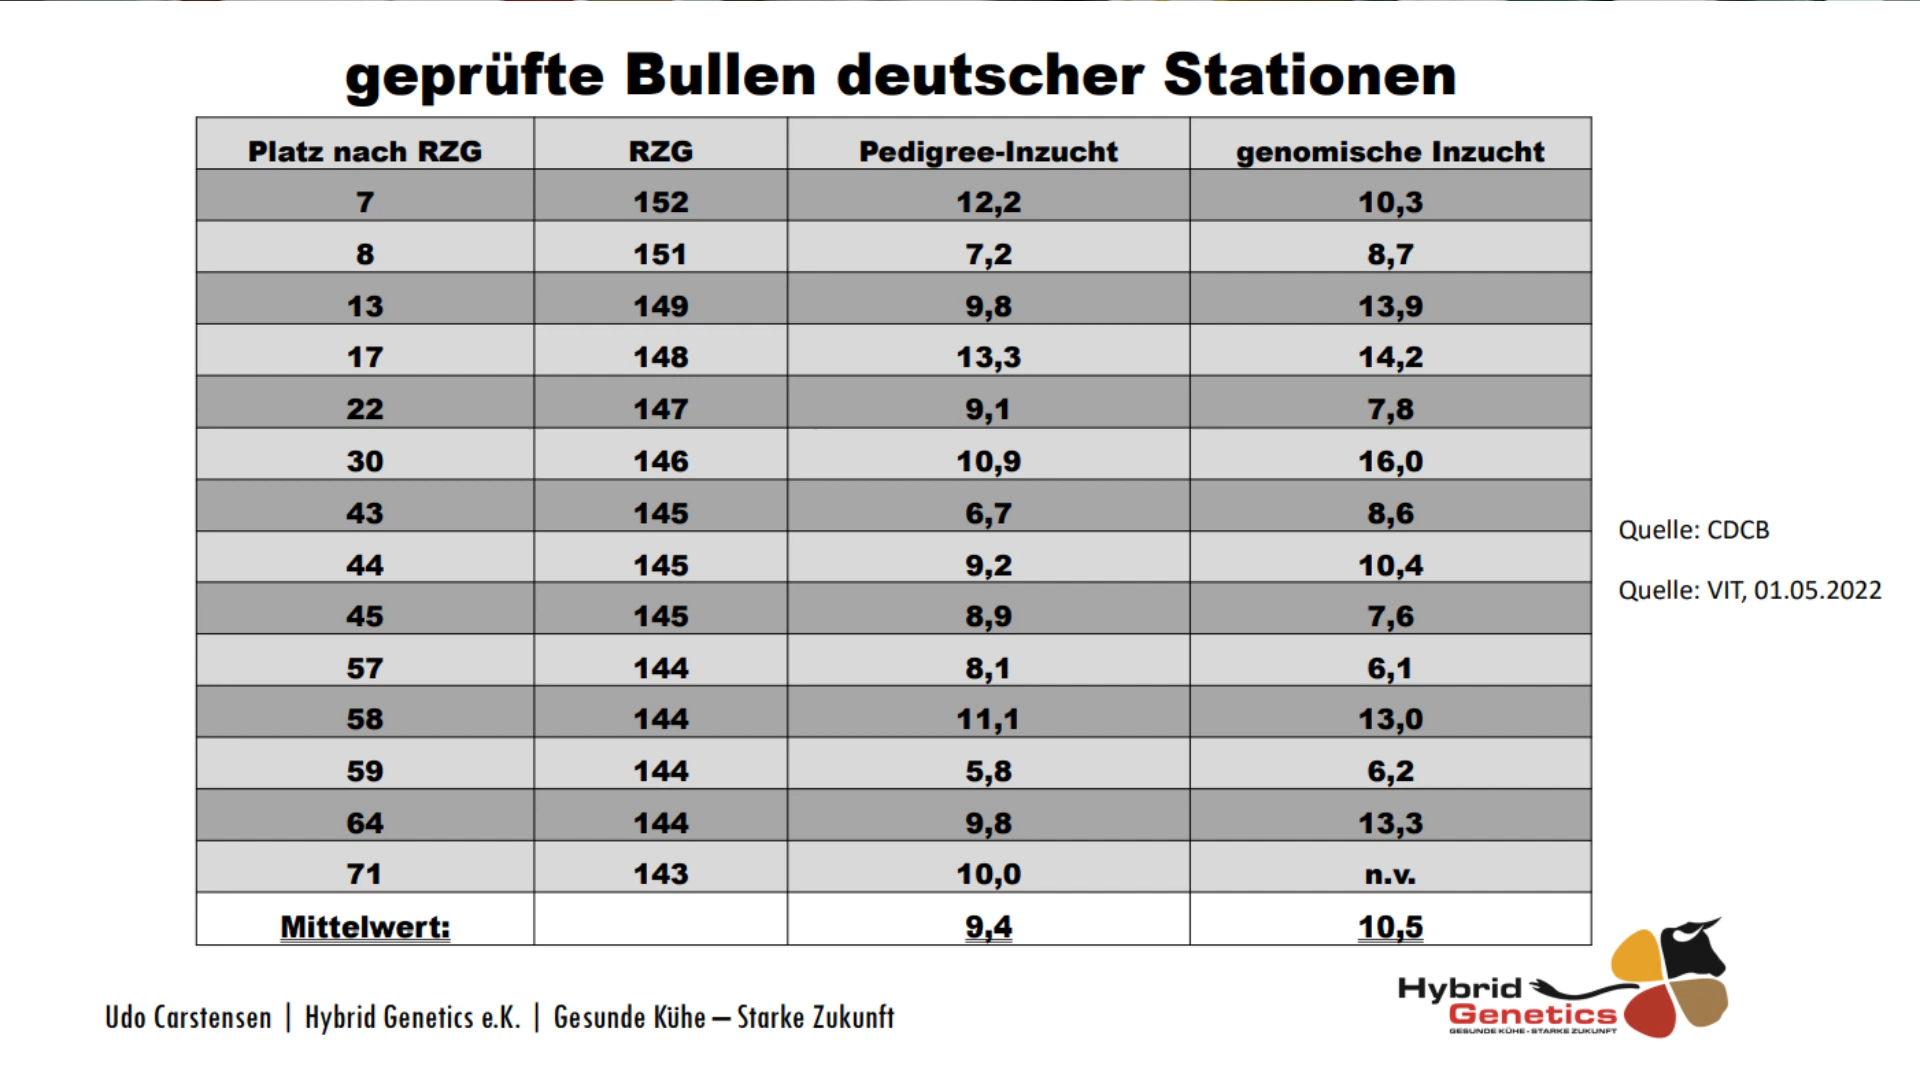 geprüfte Bullen deutscher Stationen
Platz nach RZG RZG Pedigree-Inzucht genomische Inzucht
7 152 12,2 10,3
8 151 7,2 8,7
13 149 9,8 13,9
17 148 13,3 14,2
22 147 9,1 7,8
30 146 10,9 16,0
43 145 6,7 8,6
44 145 9,2 10,4
45 145 8,9 7,6
57 144 8,1 6,1
58 144 11,1 13,0
59 144 5,8 6,2
64 144 9,8 13,3
71 143 10,0 n.v.
Mittelwert: 9,4 10,5
Quelle: CDCB
Quelle: VIT, 01.05.2022
Udo Carstensen | Hybrid Genetics e.K. | Gesunde Kühe – Starke Zukunft
Hybrid
Genetics
GESUNDE KÜHE - STARKE ZUKUNFT